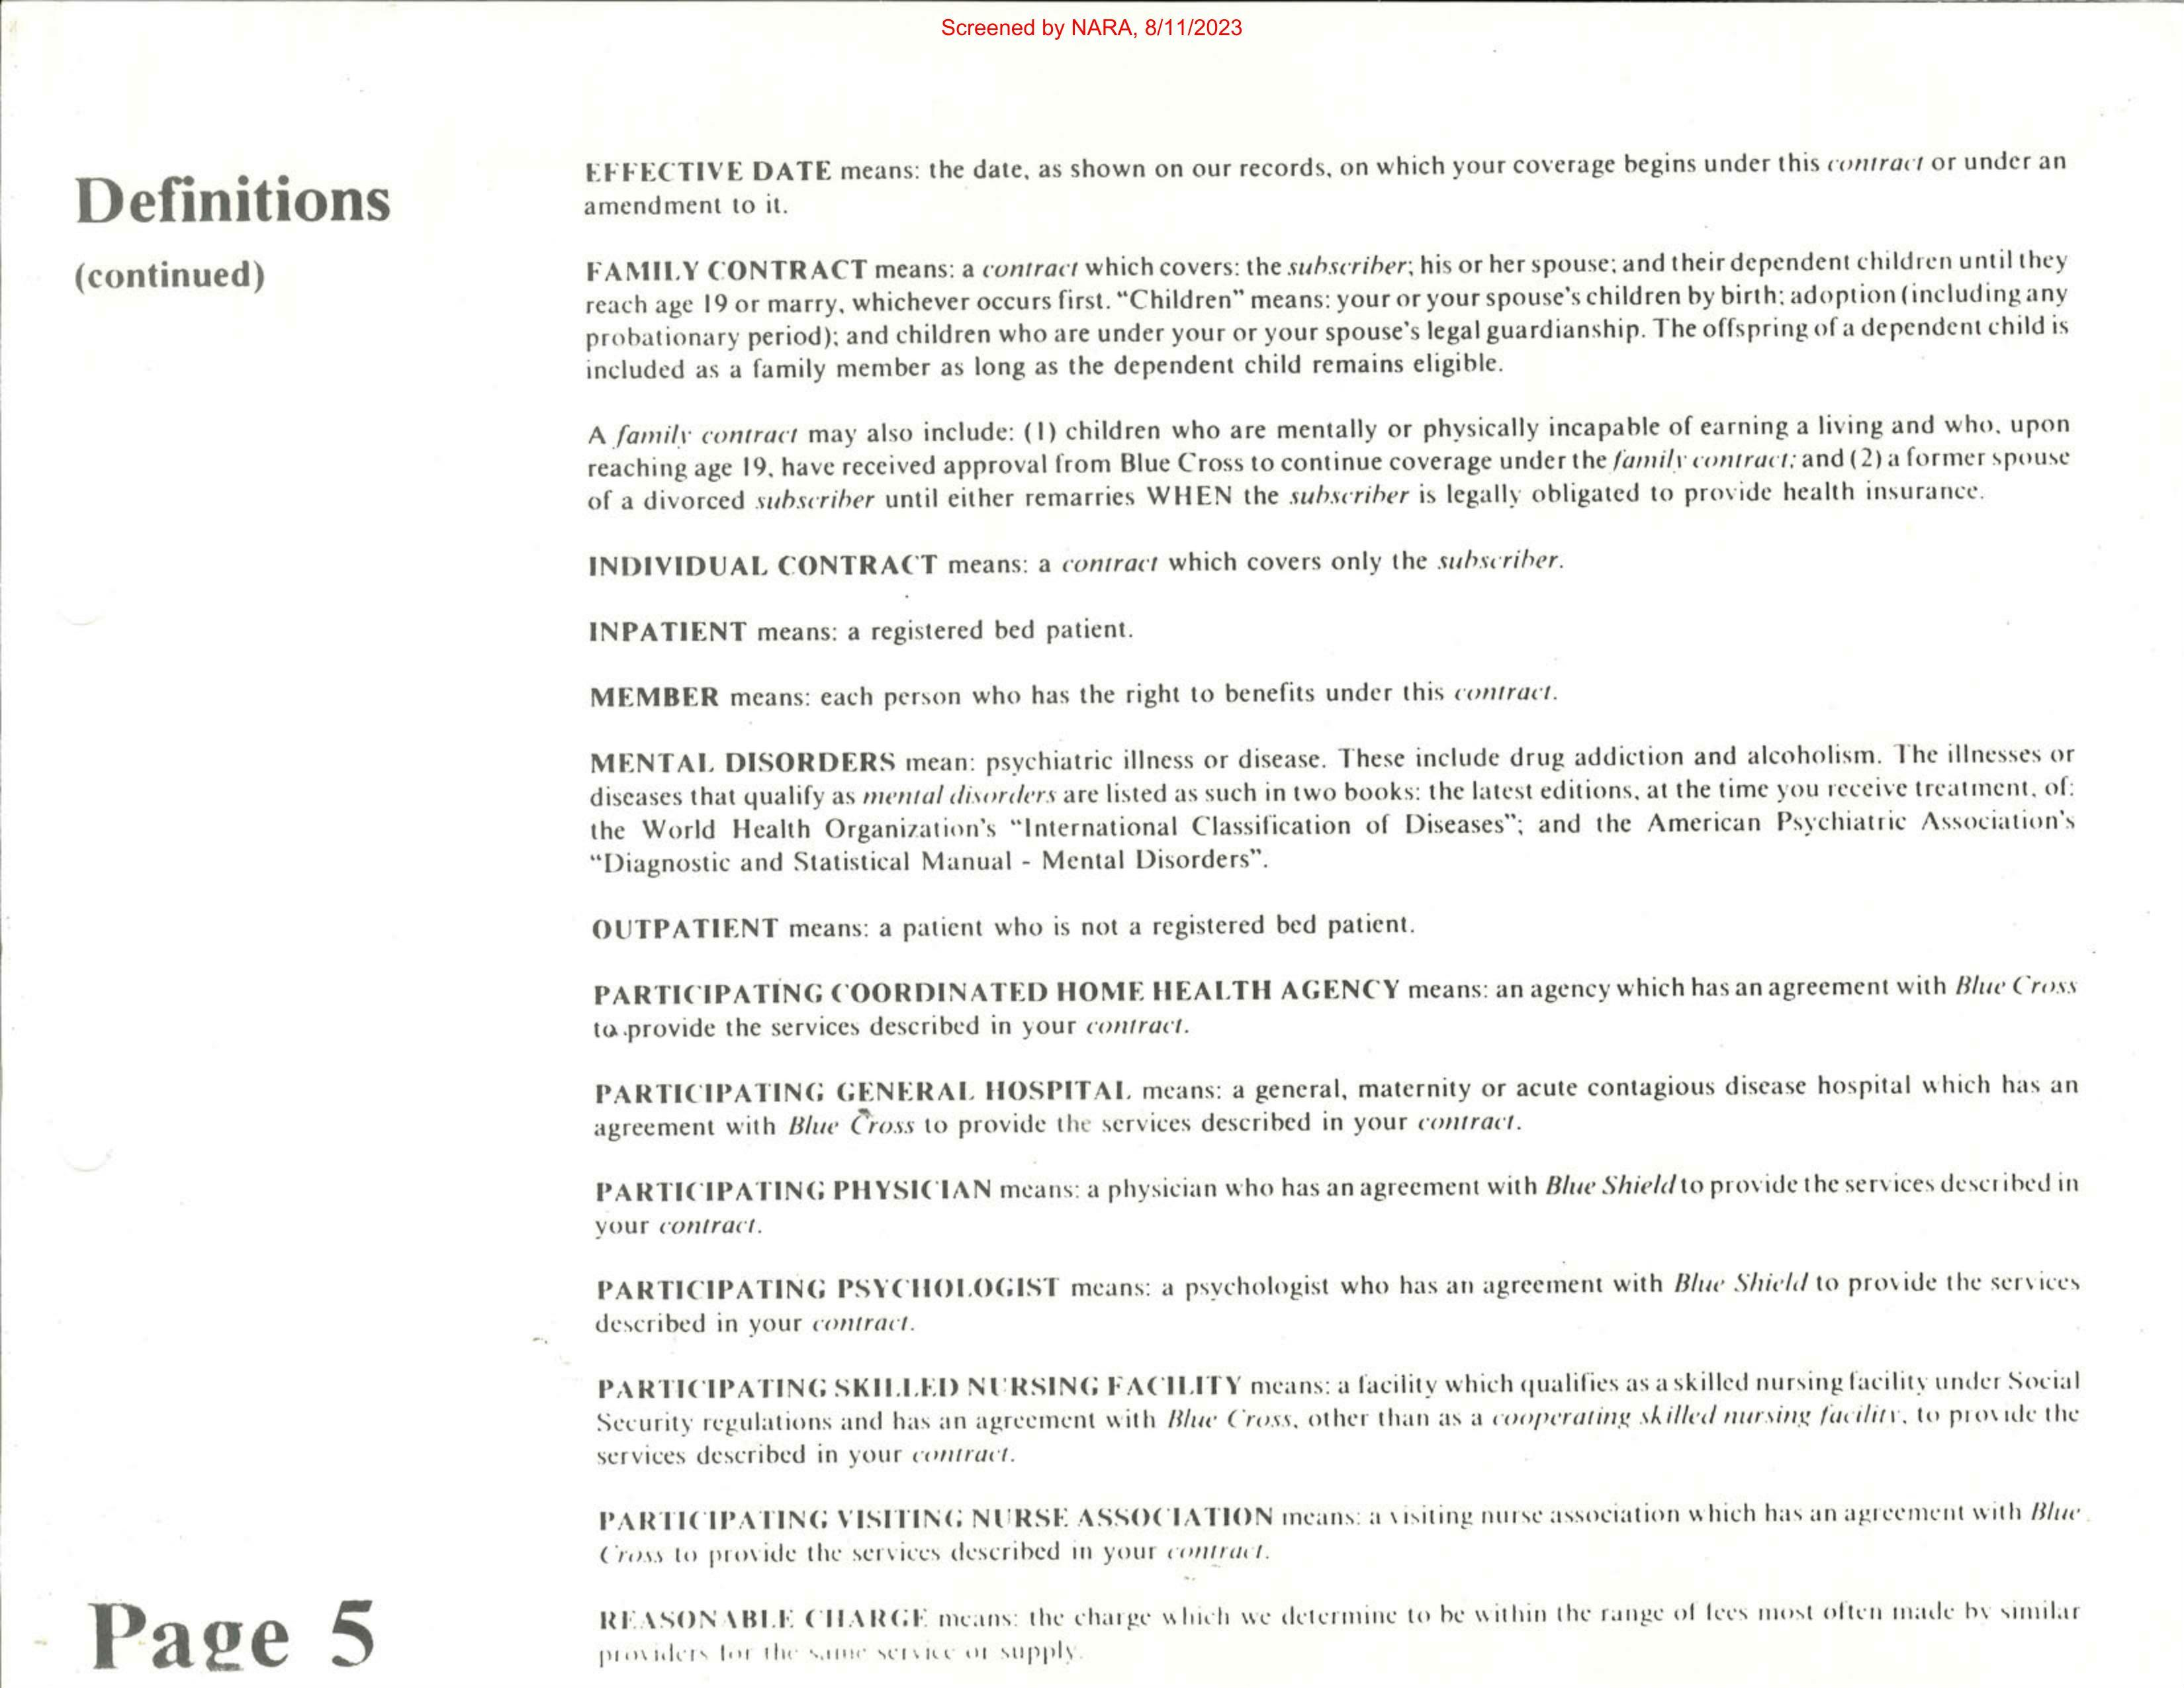 Screened by NARA, 8/11/2023
Definitions
(continued)
EFFECTIVE DATE means: the date, as shown on our records, on which your coverage begins under this contract or under an
amendment to it.
FAMILY CONTRACT means: a contract which covers: the subscriber; his or her spouse; and their dependent children until they
reach age 19 or marry, whichever occurs first. “Children” means: your or your spouse's children by birth; adoption (including any
probationary period); and children who are under your or your spouse's legal guardianship. The offspring of a dependent child is
included as a family member as long as the dependent child remains eligible.
A family contract may also include: (1) children who are mentally or physically incapable of earning a living and who, upon
reaching age 19, have received approval from Blue Cross to continue coverage under the family contract; and (2) a former spouse
of a divorced subscriber until either remarries WHEN the subscriber is legally obligated to provide health insurance.
INDIVIDUAL CONTRACT means: a contract which covers only the subscriber.
INPATIENT means: a registered bed patient.
MEMBER means: each person who has the right to benefits under this contract.
MENTAL DISORDERS mean: psychiatric illness or disease. These include drug addiction and alcoholism. The illnesses or
diseases that qualify as mental disorders are listed as such in two books: the latest editions, at the time you receive treatment, of:
the World Health Organization's “International Classification of Diseases”; and the American Psychiatric Association's
“Diagnostic and Statistical Manual - Mental Disorders”.
OUTPATIENT means: a patient who is not a registered bed patient.
PARTICIPATING COORDINATED HOME HEALTH AGENCY means: an agency which has an agreement with Blue Cross
to provide the services described in your contract.
PARTICIPATING GENERAL HOSPITAL means: a general, maternity or acute contagious disease hospital which has an
agreement with Blue Cross to provide the services described in your contract.
PARTICIPATING PHYSICIAN means: a physician who has an agreement with Blue Shield to provide the services described in
your contract.
PARTICIPATING PSYCHOLOGIST means: a psychologist who has an agreement with Blue Shield to provide the services
described in your contract.
PARTICIPATING SKILLED NURSING FACILITY means: a facility which qualifies as a skilled nursing facility under Social
Security regulations and has an agreement with Blue Cross, other than as a cooperating skilled nursing facility, to provide the
services described in your contract.
PARTICIPATING VISITING NURSE ASSOCIATION means: a visiting nurse association which has an agreement with Blue
Cross to provide the services described in your contract.
REASONABLE CHARGE means: the charge which we determine to be within the range of fees most often made by similar
providers for the same service or supply.
Page 5